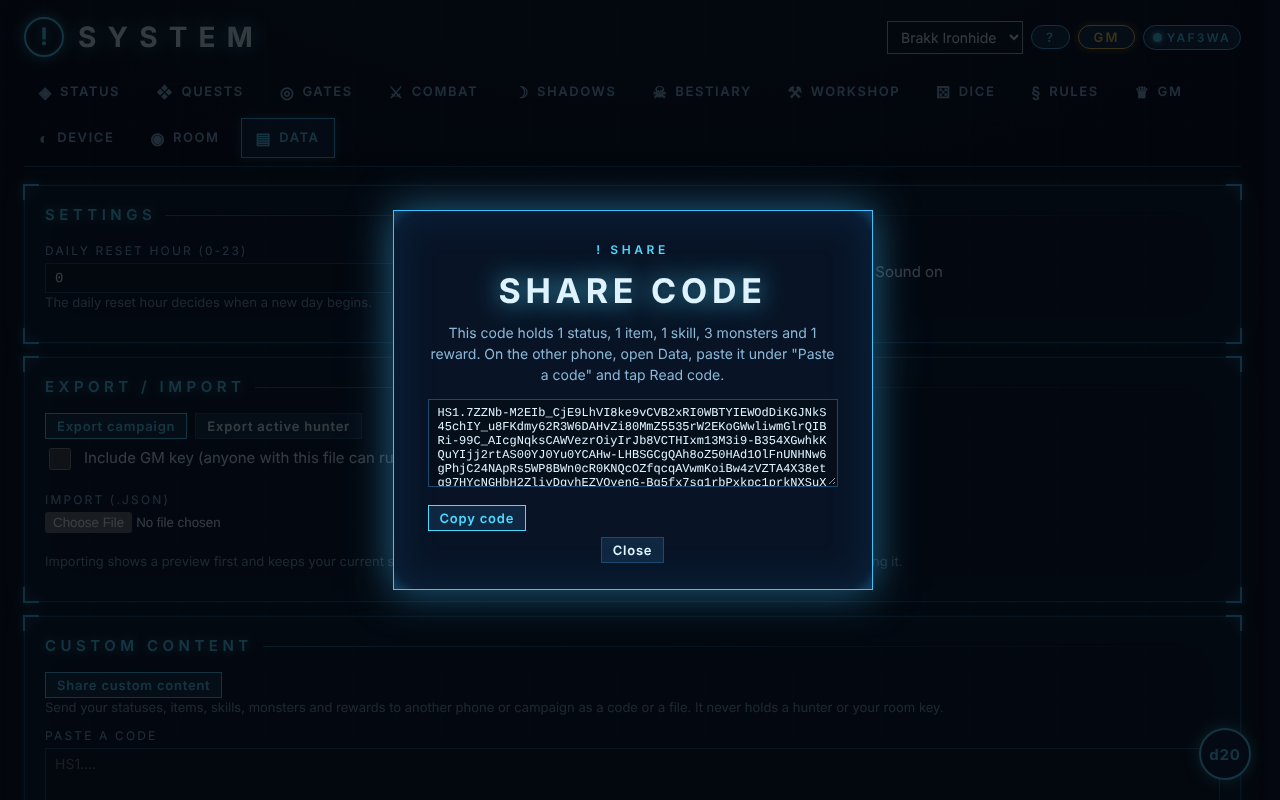 ! SYSTEM
Brakk Ironhide
?
GM
YAF3WA
STATUS
QUESTS
GATES
COMBAT
SHADOWS
BESTIARY
WORKSHOP
DICE
§ RULES
GM
DEVICE
ROOM
DATA
SETTINGS
DAILY RESET HOUR (0-23)
0
The daily reset hour decides when a new day begins.
Sound on
EXPORT / IMPORT
Export campaign
Export active hunter
Include GM key (anyone with this file can ru
IMPORT (.JSON)
Choose File No file chosen
Importing shows a preview first and keeps your current s
ng it.
! SHARE
SHARE CODE
This code holds 1 status, 1 item, 1 skill, 3 monsters and 1
reward. On the other phone, open Data, paste it under "Paste
a code" and tap Read code.
HS1.7ZZNb-M2EIb_CjE9LhVI8ke9vCVB2xRI0WBTYIEWOdDiKGJNkS
45chIY_u8FKdmy62R3W6DAHvZi80MmZ5535rW2EKoGWwliwmGlrQIB
Ri-99C_AIcgNqksCAWVezrOiyIrJb8VCTHIxm13M3i9-B354XGwhkK
QuYIjj2rtAS00YJ0Yu0YCAHw-LHBSGCgQAh8oZ50HAd1OlFnUNHNw6
gPhjC24NApRs5WP8BWn0cR0KNQcOZfqcqAVwmKoiBw4zVZTA4X38et
Copy code
Close
CUSTOM CONTENT
Share custom content
Send your statuses, items, skills, monsters and rewards to another phone or campaign as a code or a file. It never holds a hunter or your room key.
PASTE A CODE
HS1....
d20